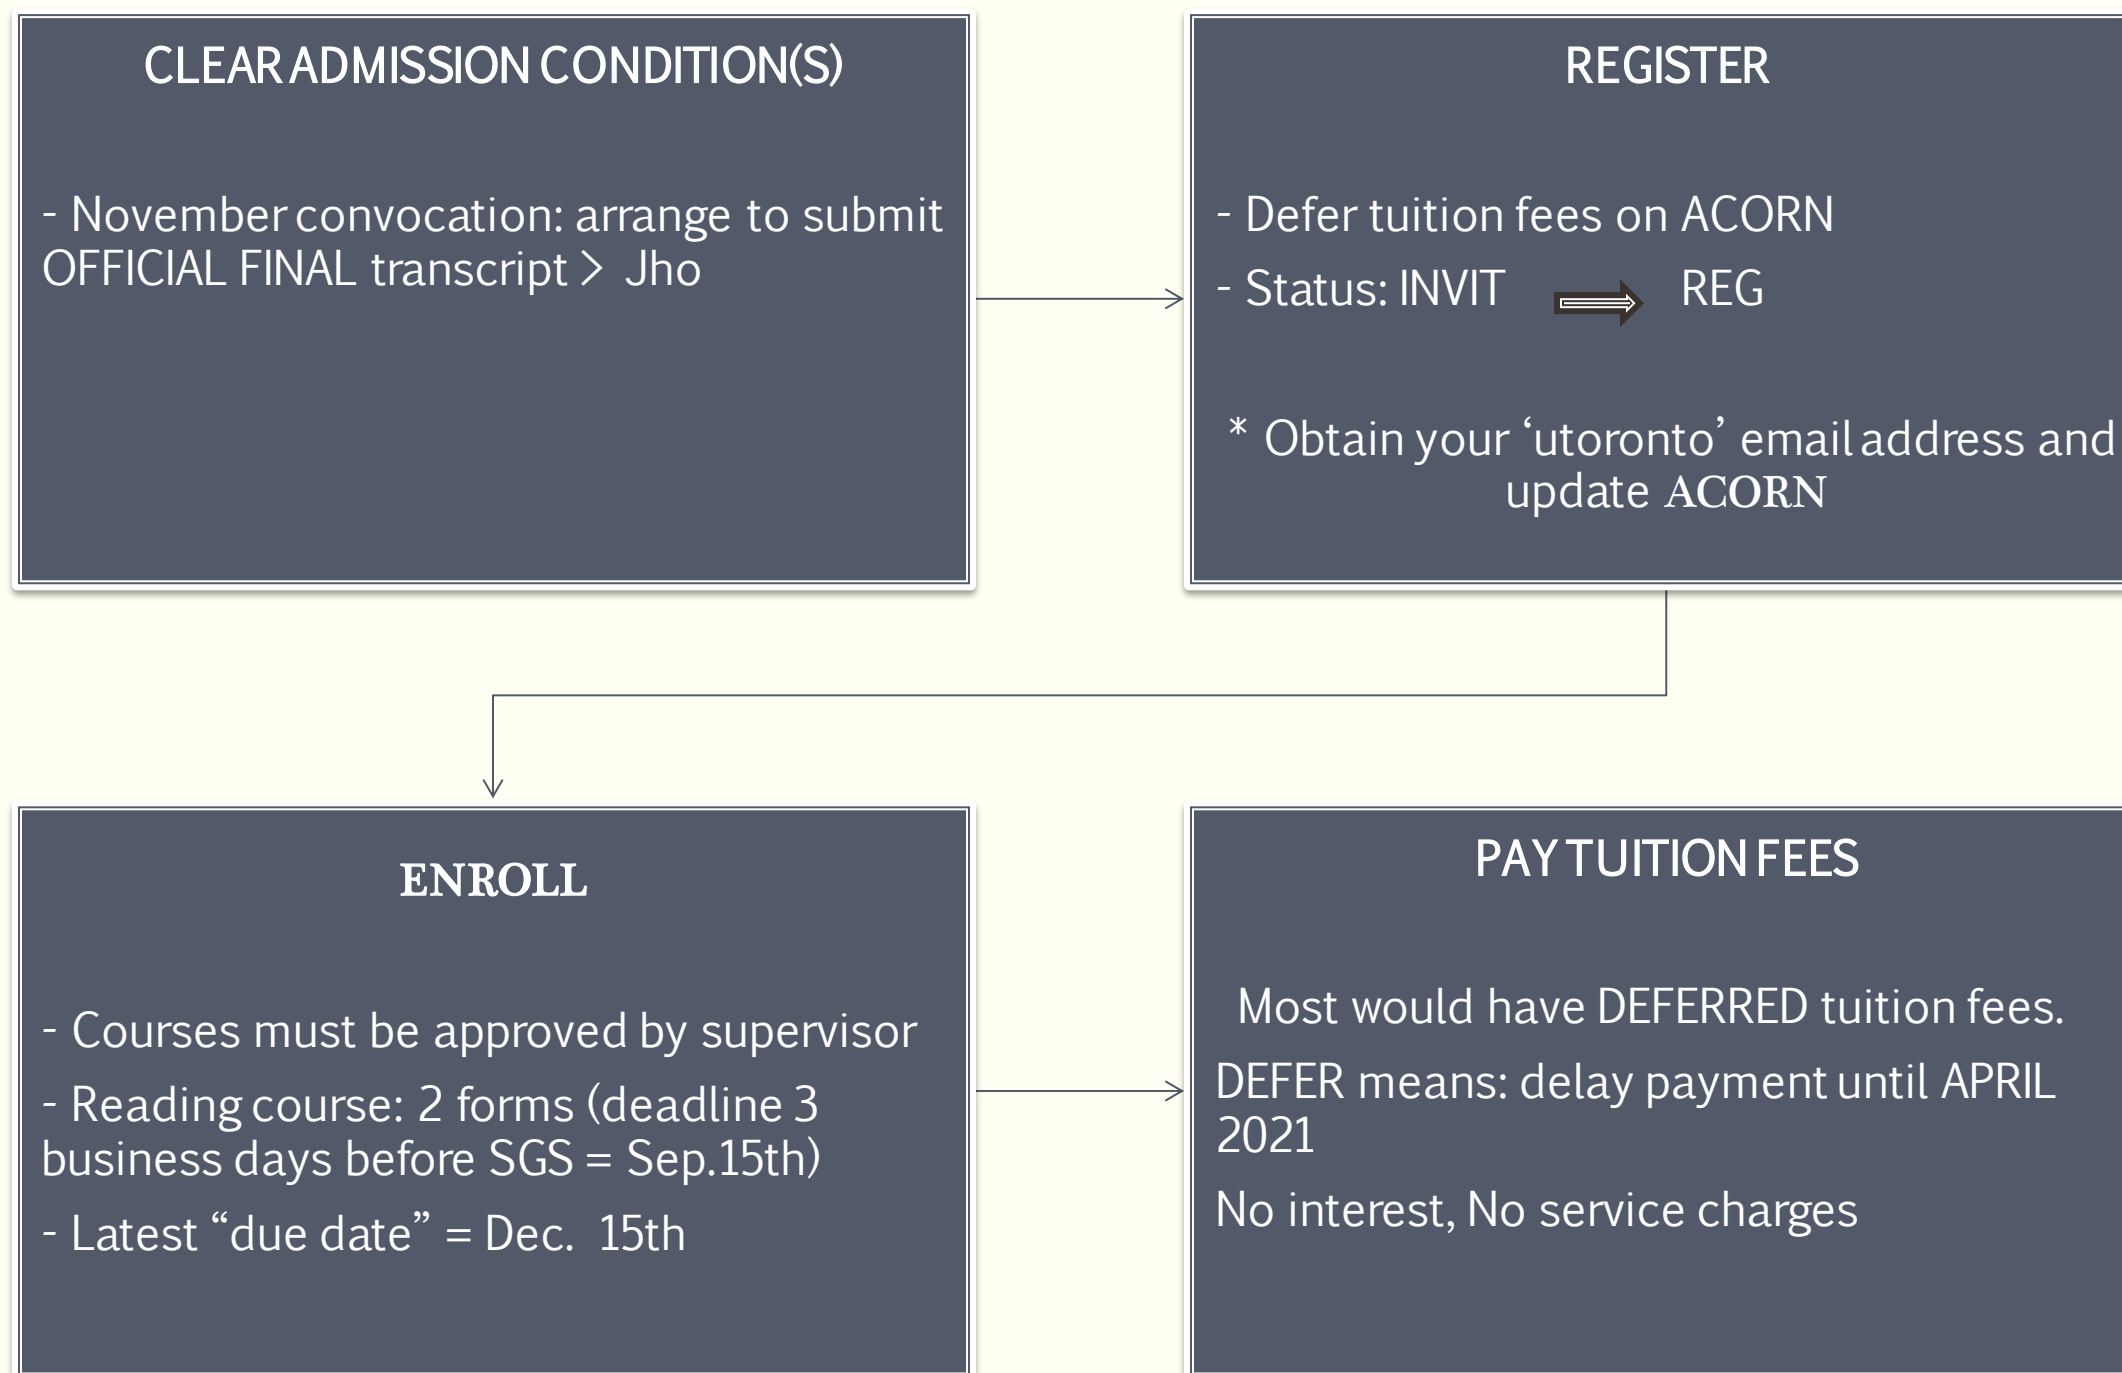 CLEAR ADMISSION CONDITION(S)
- November convocation: arrange to submit
OFFICIAL FINAL transcript > Jho
REGISTER
- Defer tuition fees on ACORN
- Status: INVIT REG
* Obtain your ‘utoronto’ email address and
update ACORN
ENROLL
- Courses must be approved by supervisor
- Reading course: 2 forms (deadline 3
business days before SGS = Sep.15th)
- Latest “due date” = Dec. 15th
PAY TUITION FEES
Most would have DEFERRED tuition fees.
DEFER means: delay payment until APRIL
2021
No interest, No service charges